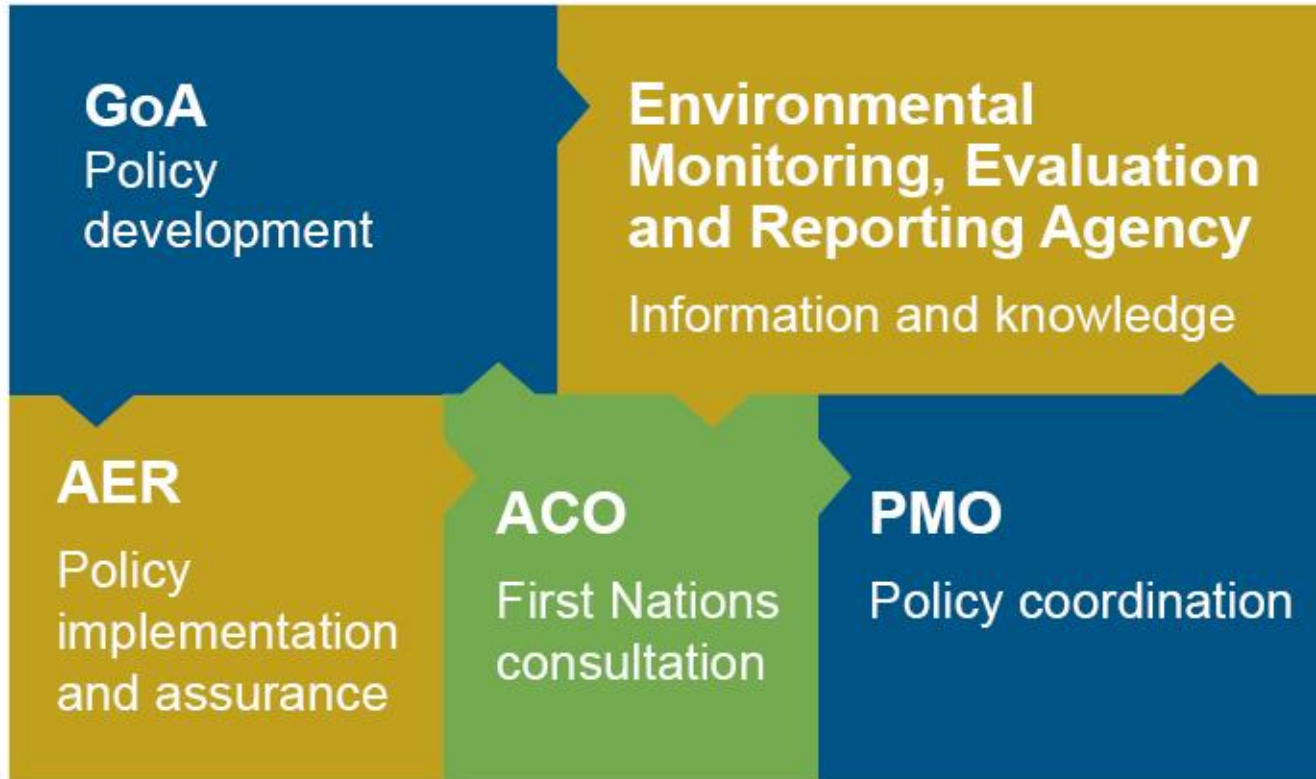 GoA
Policy
development
Environmental
Monitoring, Evaluation
and Reporting Agency
Information and knowledge
AER
Policy
implementation
and assurance
ACO
First Nations
consultation
PMO
Policy coordination